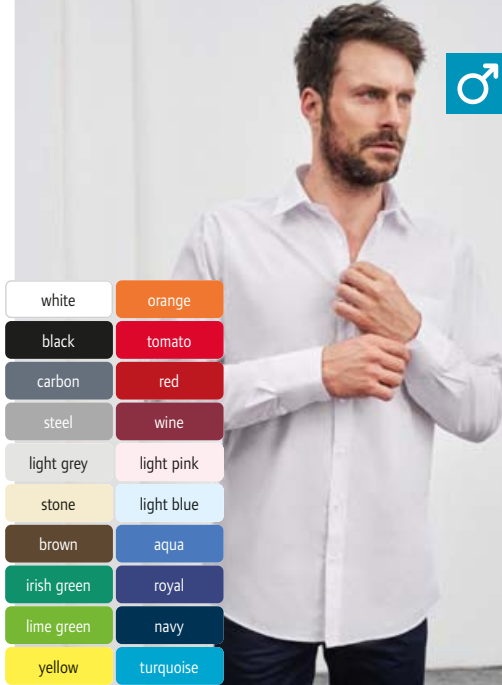 white orange
black tomato
carbon red
steel wine
light grey light pink
stone light blue
brown aqua
irish green royal
lime green navy
yellow turquoise